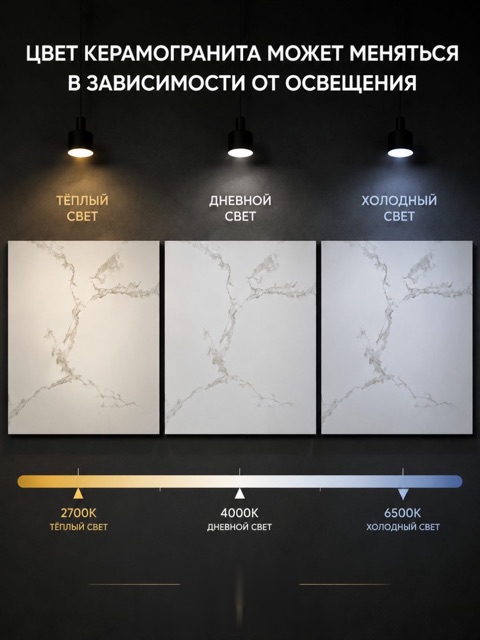 ЦВЕТ КЕРАМОГРАНИТА МОЖЕТ МЕНЯТЬСЯ
В ЗАВИСИМОСТИ ОТ ОСВЕЩЕНИЯ
ТЁПЛЫЙ
СВЕТ
ДНЕВНОЙ
СВЕТ
ХОЛОДНЫЙ
СВЕТ
2700K
ТЁПЛЫЙ СВЕТ
4000K
ДНЕВНОЙ СВЕТ
6500K
ХОЛОДНЫЙ СВЕТ